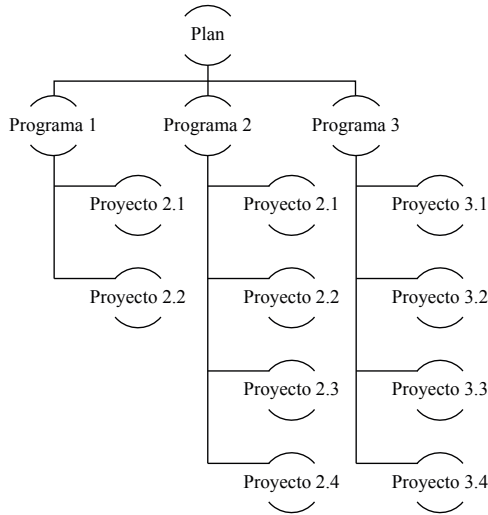 Plan
Programa 1
Programa 2
Programa 3
Proyecto 2.1
Proyecto 2.1
Proyecto 3.1
Proyecto 2.2
Proyecto 2.2
Proyecto 3.2
Proyecto 2.3
Proyecto 3.3
Proyecto 2.4
Proyecto 3.4